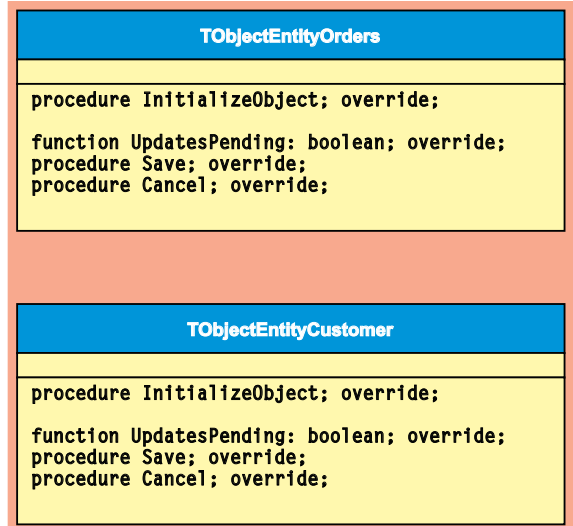 TObjectEntityOrders
procedure InitializeObject; override;
function UpdatesPending: boolean; override;
procedure Save; override;
procedure Cancel; override;
TObjectEntityCustomer
procedure InitializeObject; override;
function UpdatesPending: boolean; override;
procedure Save; override;
procedure Cancel; override;